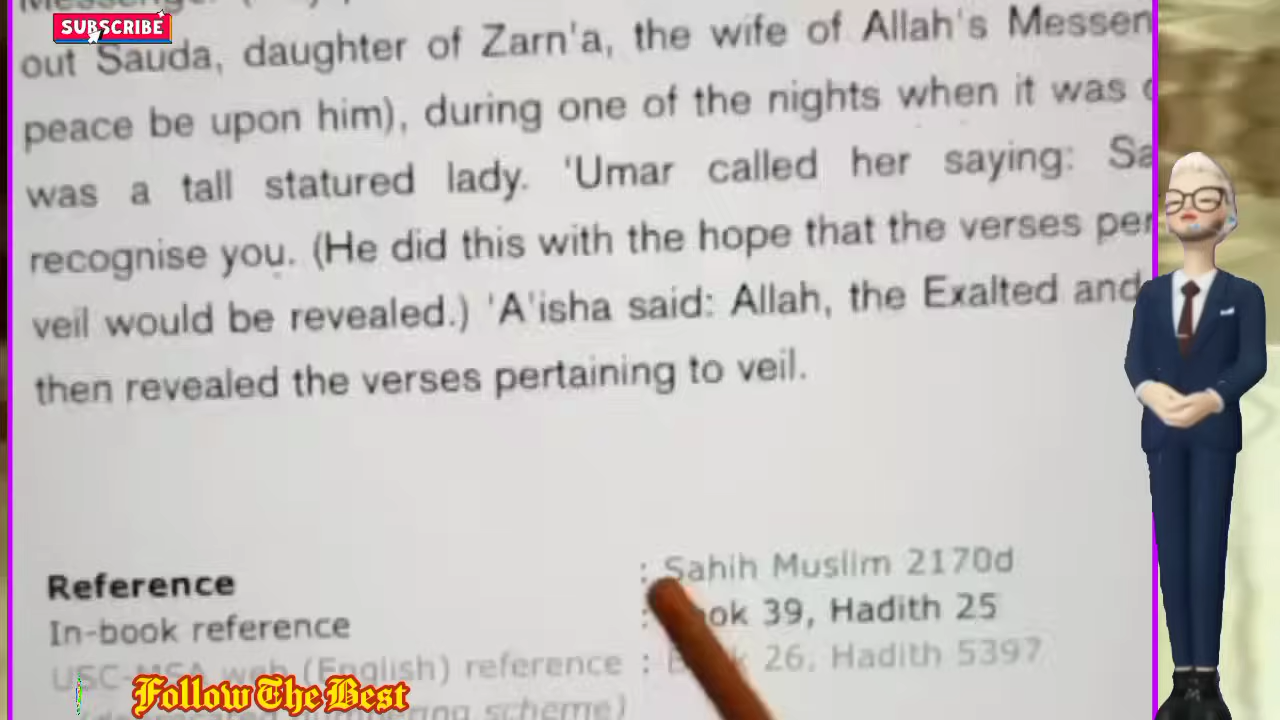 SUBSCRIBE
out Sauda, daughter of Zarn'a, the wife of Allah's Messen
peace be upon him), during one of the nights when it was
was a tall statured lady. 'Umar called her saying: Sa
recognise you. (He did this with the hope that the verses per
veil would be revealed.) 'A'isha said: Allah, the Exalted and
then revealed the verses pertaining to veil.
Reference : Sahih Muslim 2170d
In-book reference : ook 39, Hadith 25
USC-MSA web (English) reference : B k 26, Hadith 5397
numbering scheme)
Follow The Best